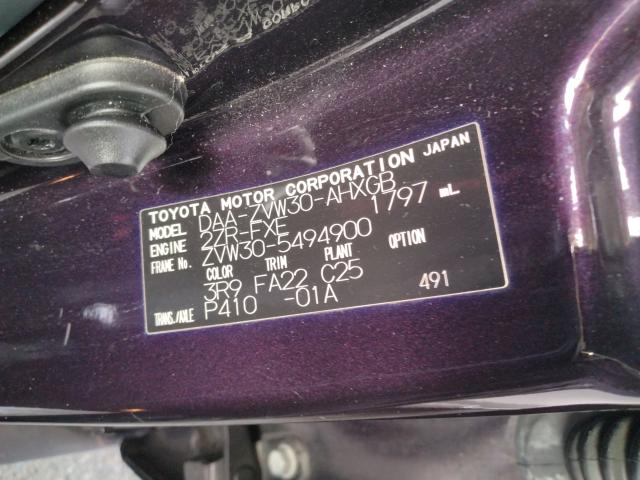 TOYOTA MOTOR CORPORATION JAPAN
MODEL DAA-ZVW30-AHXGB
ENGINE 2ZR-FXE 1797 mL
FRAME No. ZVW30-5494900
COLOR TRIM PLANT OPTION
3R9 FA22 C25
TRANS./AXLE P410 -01A 491